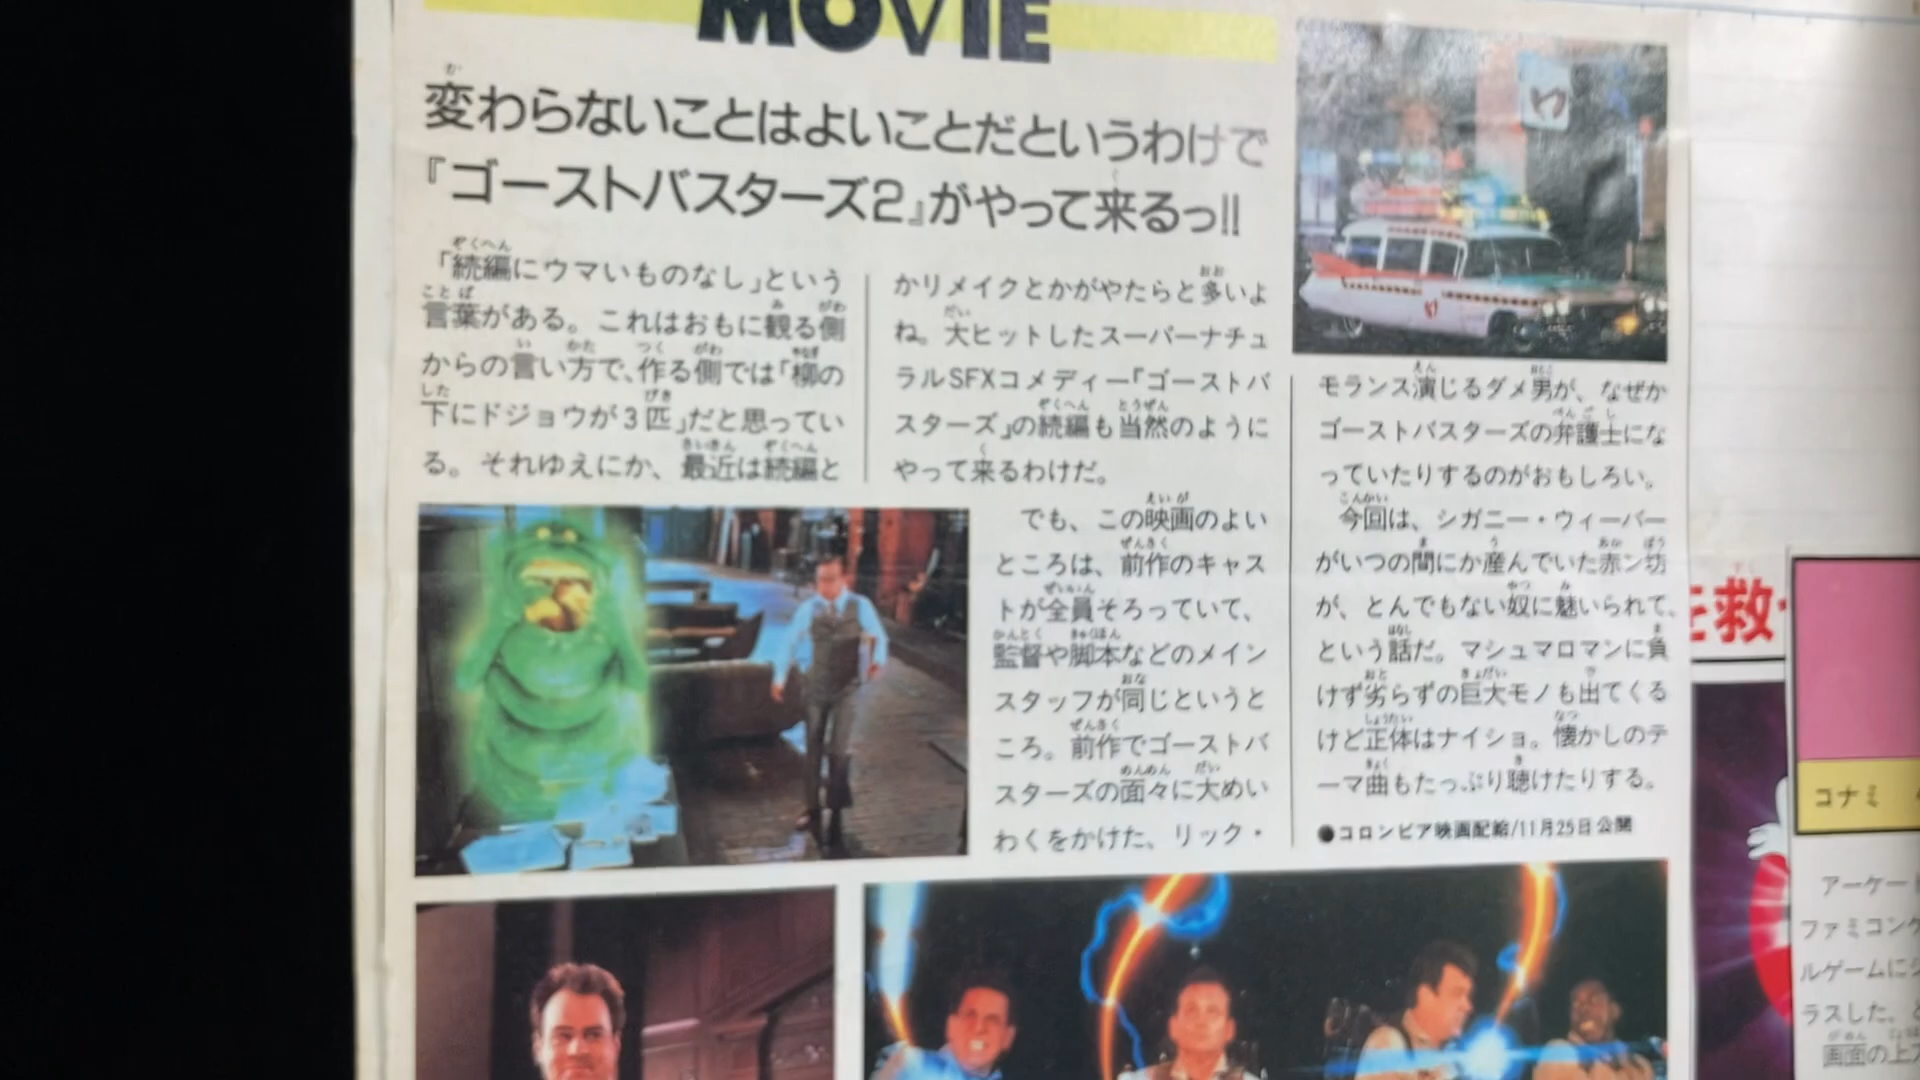 MOVIE
変わらないことはよいことだというわけで
『ゴーストバスターズ2』がやって来るっ!!
「続編にウマいものなし」という
言葉がある。これはおもに観る側
からの言い方で、作る側では「柳の
下にドジョウが3匹」だと思ってい
る。それゆえにか、最近は続編と
かリメイクとかがやたらと多いよ
ね。大ヒットしたスーパーナチュ
ラルSFXコメディー「ゴーストバ
スターズ」の続編も当然のように
やって来るわけだ。
でも、この映画のよい
ところは、前作のキャス
トが全員そろっていて、
監督や脚本などのメイン
スタッフが同じというと
ころ。前作でゴーストバ
スターズの面々に大めい
わくをかけた、リック・
モランス演じるダメ男が、なぜか
ゴーストバスターズの弁護士にな
っていたりするのがおもしろい。
今回は、シガニー・ウィーバー
がいつの間にか産んでいた赤ン坊
が、とんでもない奴に魅いられて、
という話だ。マシュマロマンに負
けず劣らずの巨大モノも出てくる
けど正体はナイショ。懐かしのテ
ーマ曲もたっぷり聴けたりする。
●コロンビア映画配給/11月25日公開
を救
コナミ
アーケード
ファミコンゲ
ルゲームにジ
ラスした、
画面の上